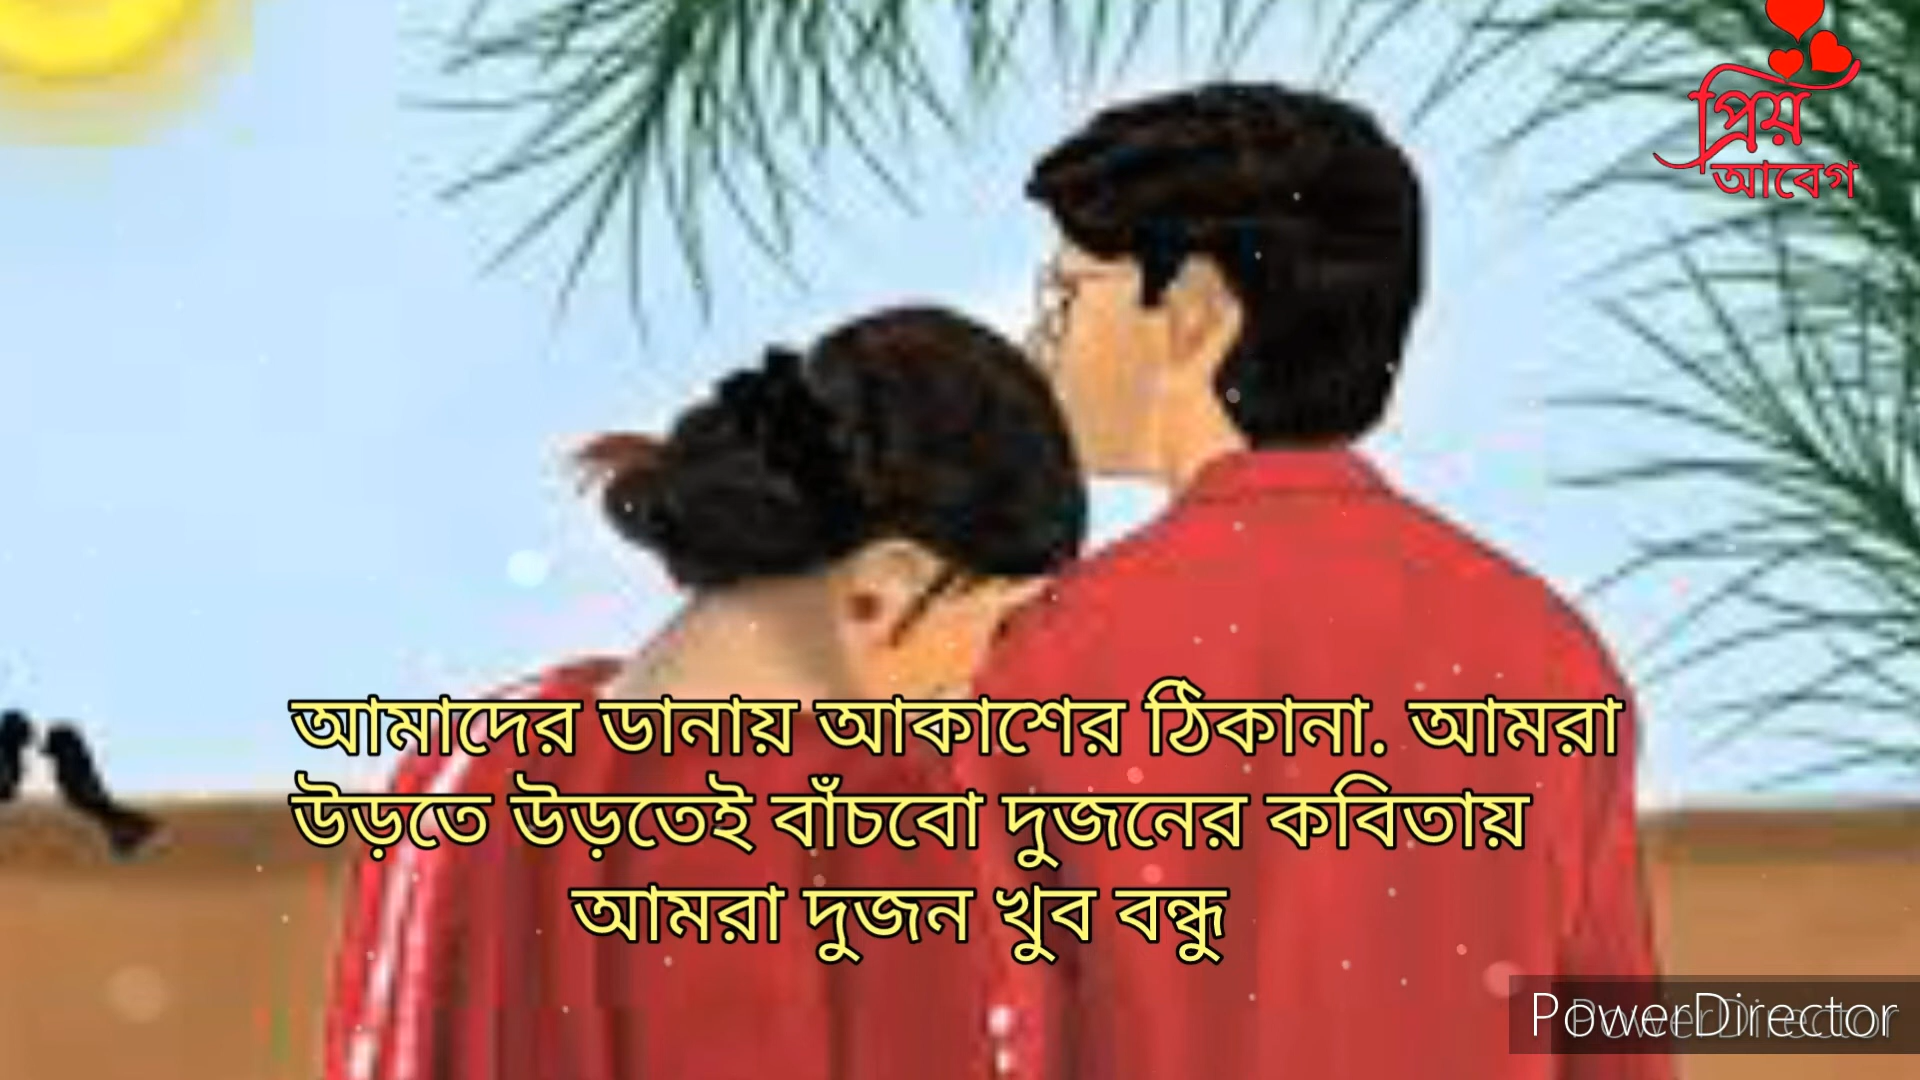 প্রিয়
আবেগ
আমাদের ডানায় আকাশের ঠিকানা. আমরা
উড়তে উড়তেই বাঁচবো দুজনের কবিতায়
আমরা দুজন খুব বন্ধু
PowerDirector